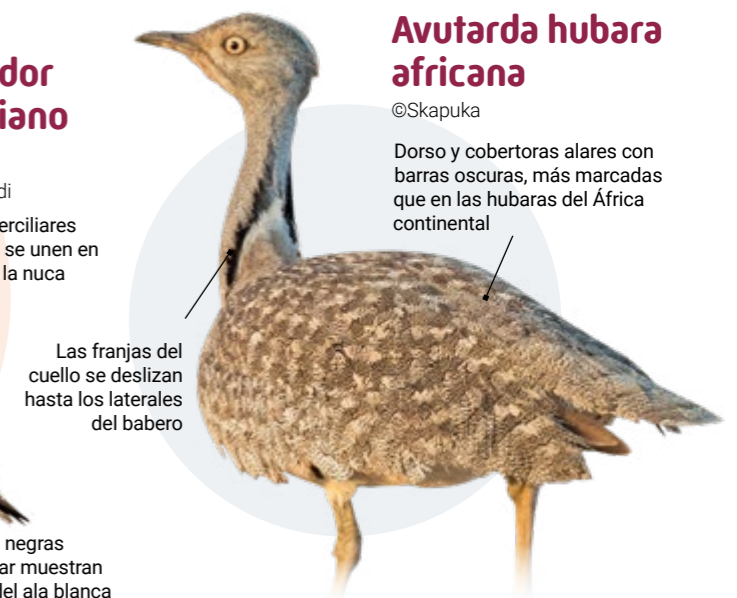 dor
iano
di
erciliares
se unen en
la nuca
Avutarda hubara
africana
©Skapuka
Dorso y cobertoras alares con
barras oscuras, más marcadas
que en las hubaras del África
continental
Las franjas del
cuello se deslizan
hasta los laterales
del babero
negras
ar muestran
del ala blanca